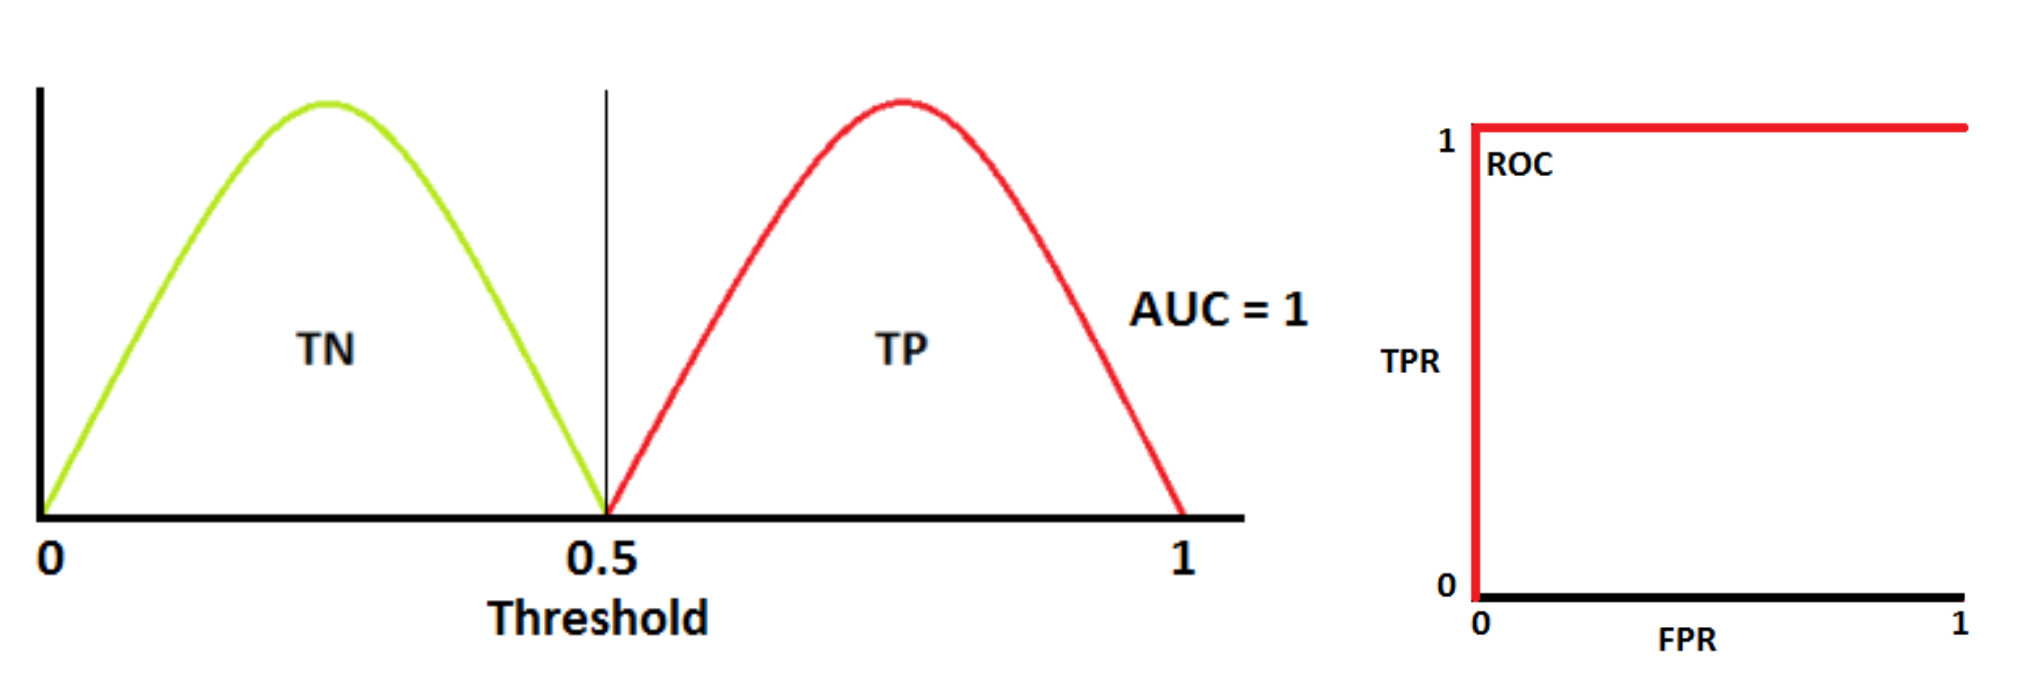 TN
TP
AUC = 1
0
0.5
1
Threshold
1
ROC
TPR
0
0
1
FPR